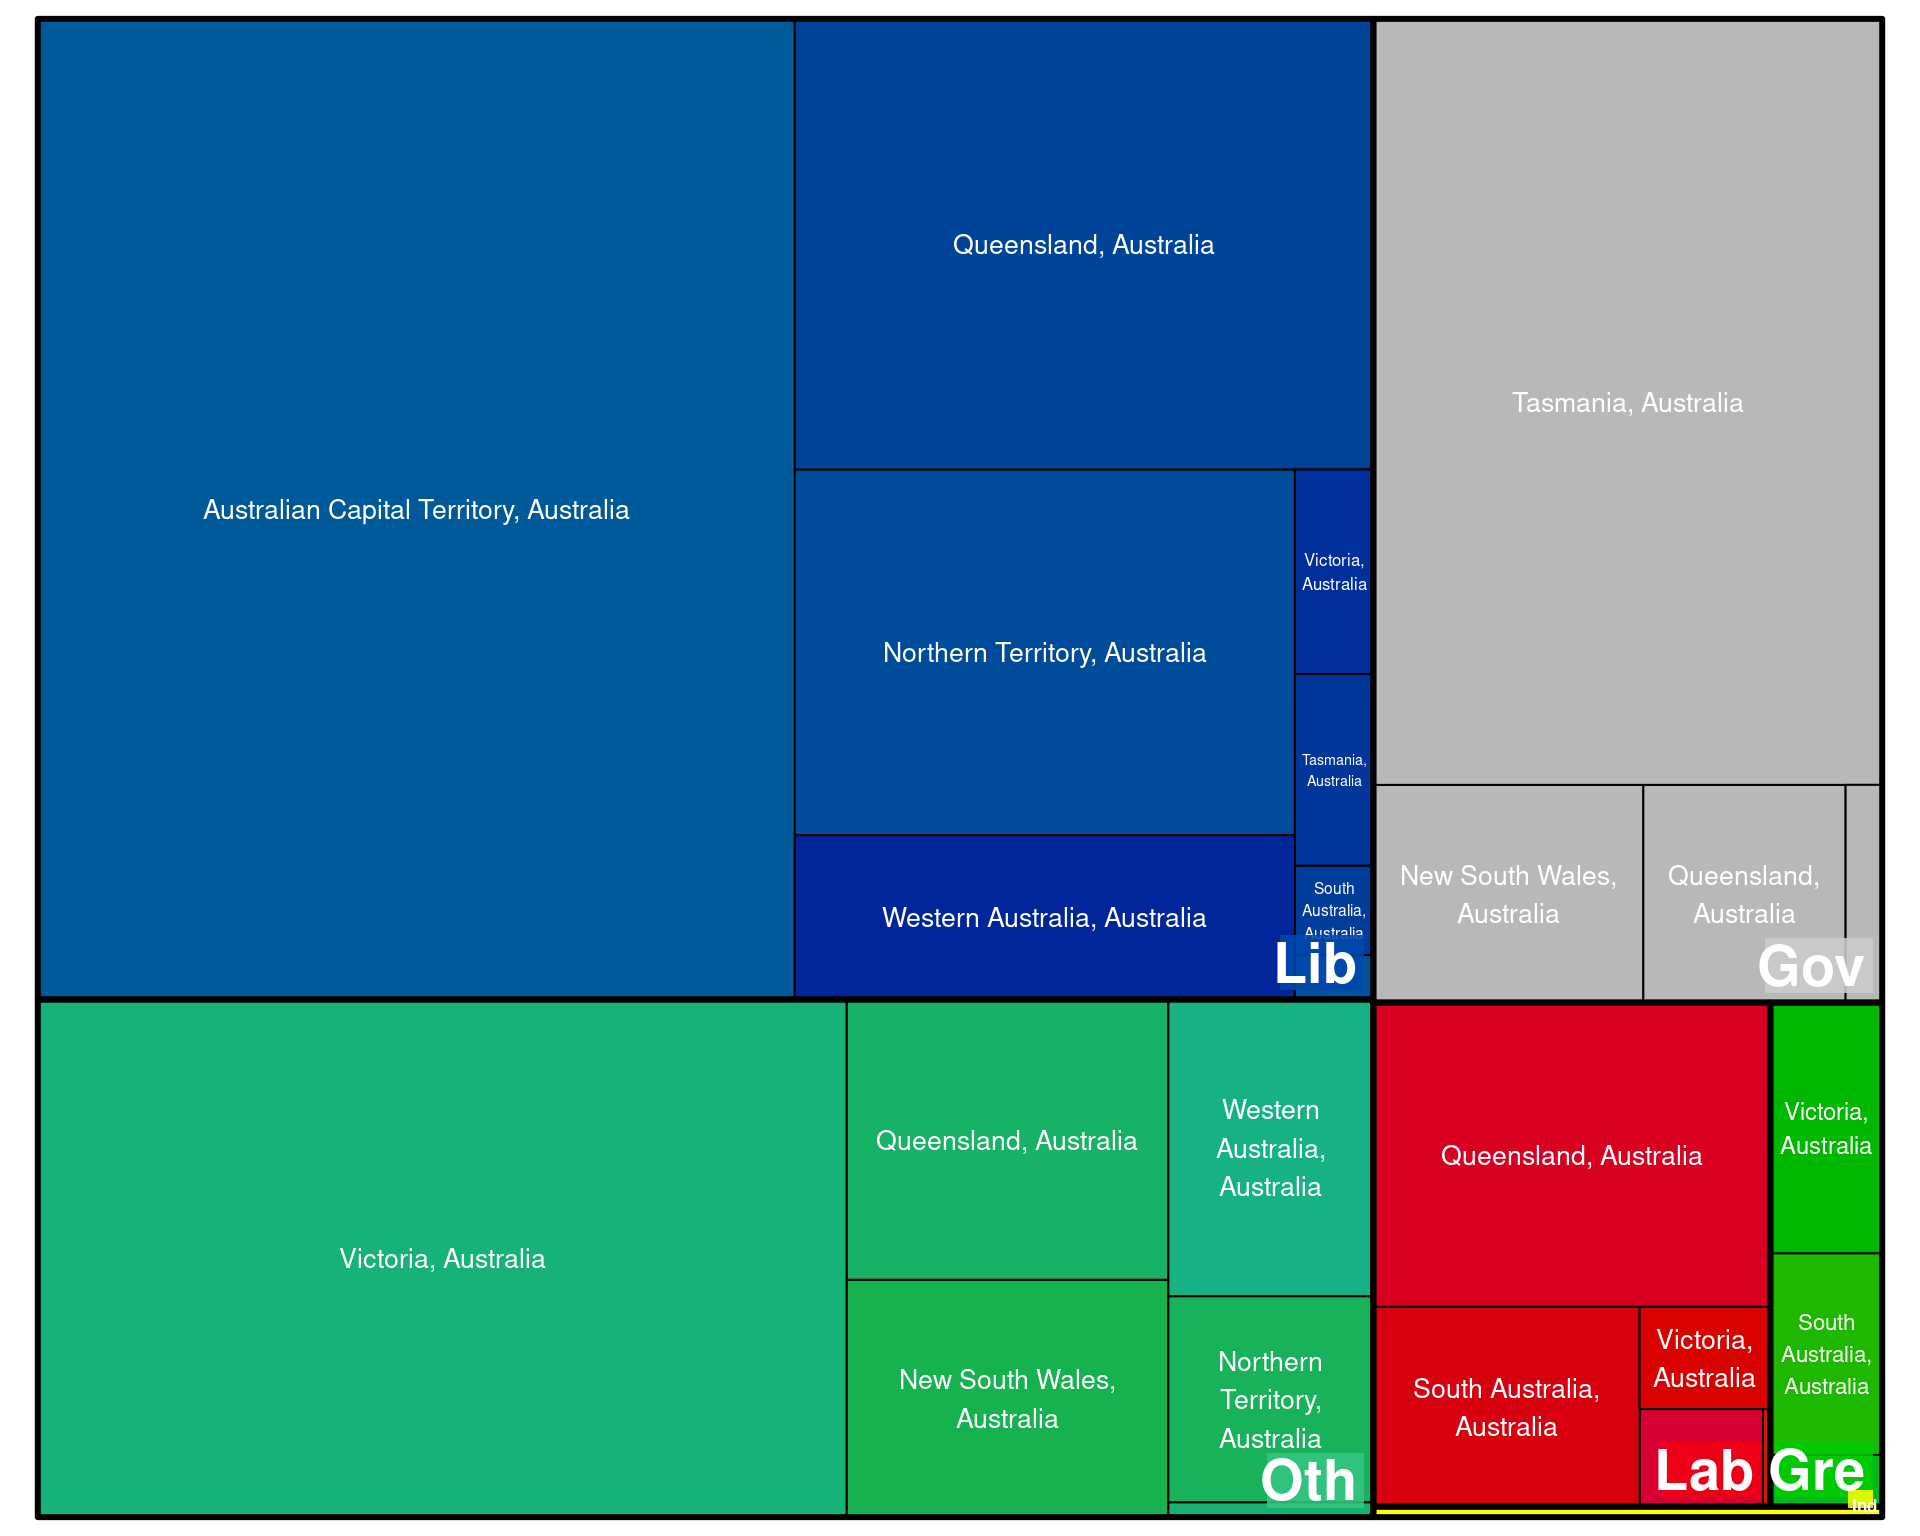 Australian Capital Territory, Australia
Queensland, Australia
Northern Territory, Australia
Victoria,
Australia
Tasmania,
Australia
Western Australia, Australia
South
Australia,
Australia
Lib
Tasmania, Australia
New South Wales,
Australia
Queensland,
Australia
Gov
Victoria, Australia
Queensland, Australia
New South Wales,
Australia
Western
Australia,
Australia
Northern
Territory,
Australia
Oth
Queensland, Australia
South Australia,
Australia
Victoria,
Australia
Lab
Victoria,
Australia
South
Australia,
Australia
Gre
Ind